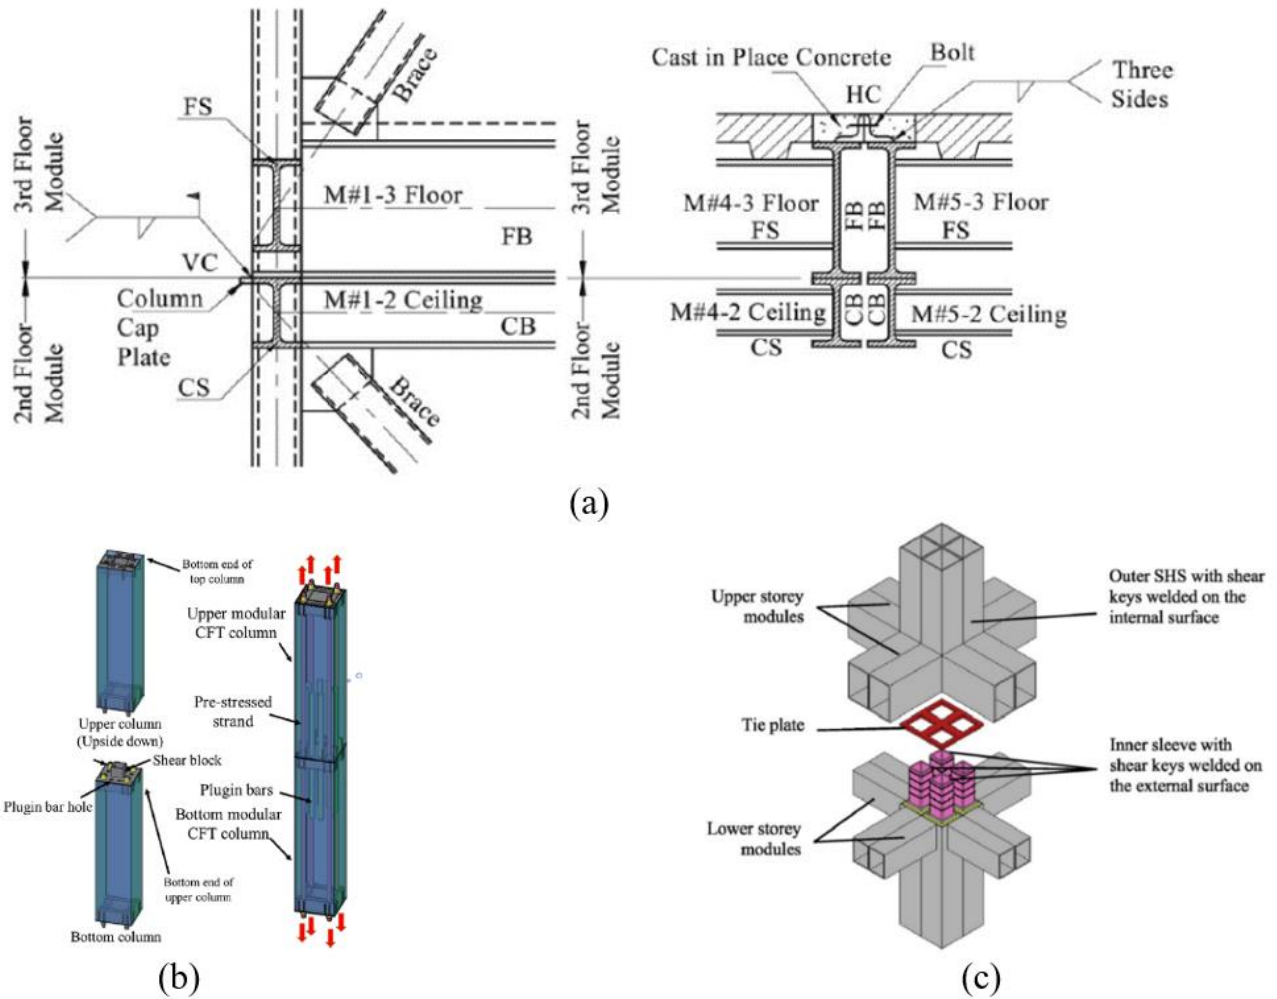 FS
Brace
3rd Floor
Module
M#1-3 Floor
FB
VC
Column
Cap
Plate
M#1-2 Ceiling
CB
CS
2nd Floor
Module
Brace
3rd Floor
Module
2nd Floor
Module
Cast in Place Concrete
Bolt
HC
Three
Sides
M#4-3 Floor
FS
FB
FB
M#5-3 Floor
FS
M#4-2 Ceiling
CS
CB
CB
M#5-2 Ceiling
CS
(a)
Bottom end of
top column
Upper column
(Upside down)
Shear block
Plugin bar hole
Bottom end of
upper column
Bottom column
Upper modular
CFT column
Pre-stressed
strand
Plugin bars
Bottom modular
CFT column
(b)
Upper storey
modules
Outer SHS with shear
keys welded on the
internal surface
Tie plate
Inner sleeve with
shear keys welded on
the external surface
Lower storey
modules
(c)